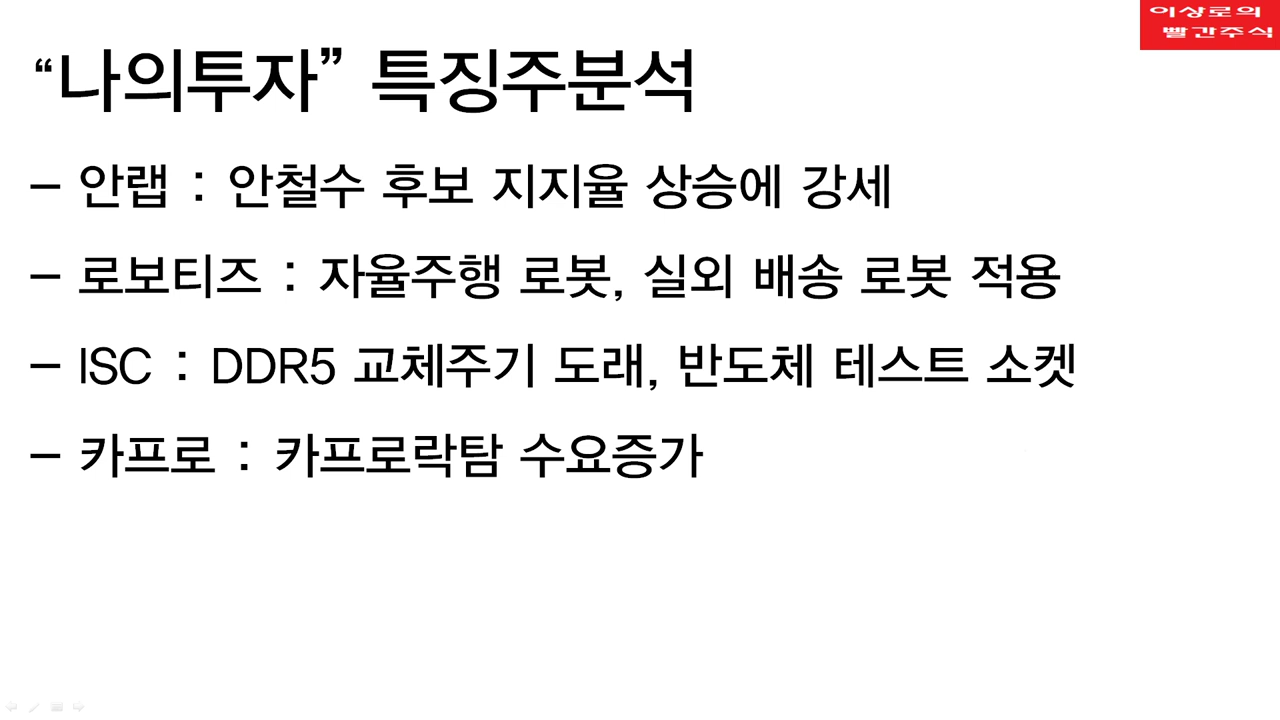 이상로의
빨간주식
“나의투자” 특징주분석
– 안랩 : 안철수 후보 지지율 상승에 강세
– 로보티즈 : 자율주행 로봇, 실외 배송 로봇 적용
– ISC : DDR5 교체주기 도래, 반도체 테스트 소켓
– 카프로 : 카프로락탐 수요증가